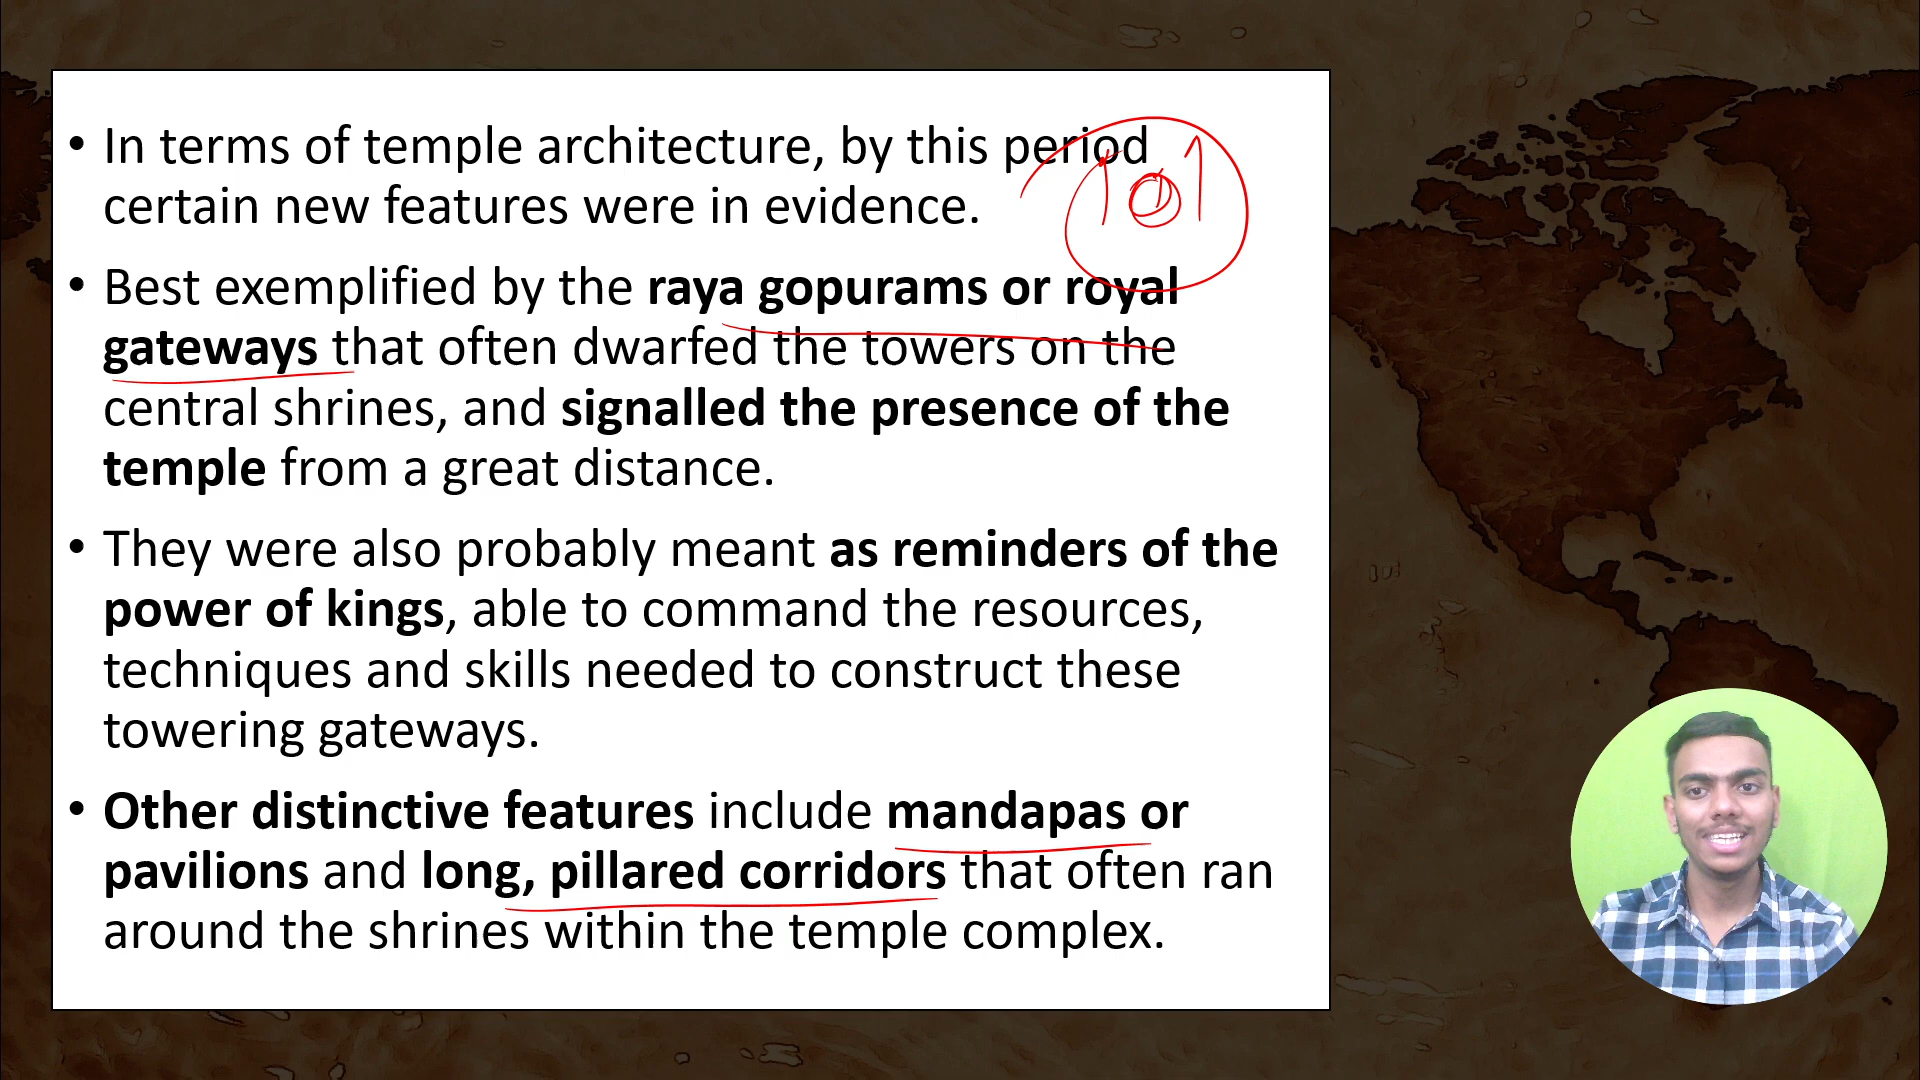 • In terms of temple architecture, by this period
certain new features were in evidence.
• Best exemplified by the raya gopurams or royal
gateways that often dwarfed the towers on the
central shrines, and signalled the presence of the
temple from a great distance.
• They were also probably meant as reminders of the
power of kings, able to command the resources,
techniques and skills needed to construct these
towering gateways.
• Other distinctive features include mandapas or
pavilions and long, pillared corridors that often ran
around the shrines within the temple complex.